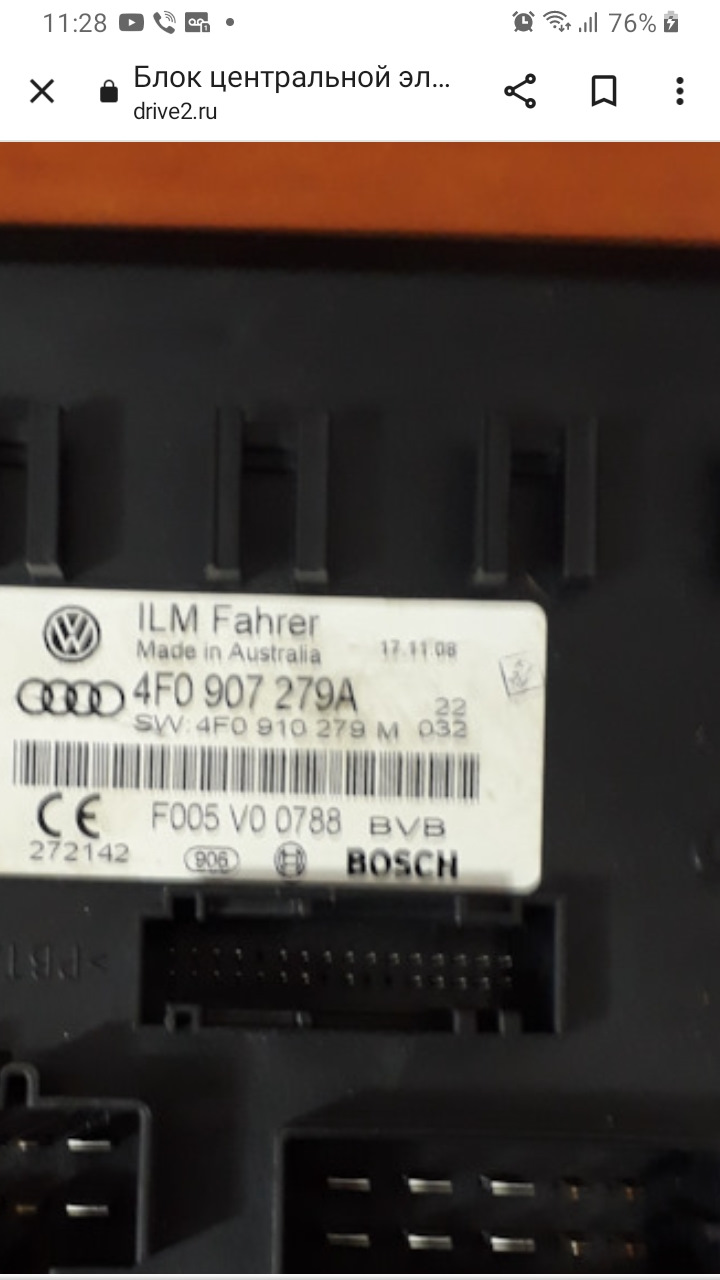 11:28
76%
Блок центральной эл...
drive2.ru
ILM Fahrer
Made in Australia 17.11.08
4F0 907 279A 22
SW: 4F0 910 279 M 032
CE F005 V0 0788 BVB
272142 906 BOSCH